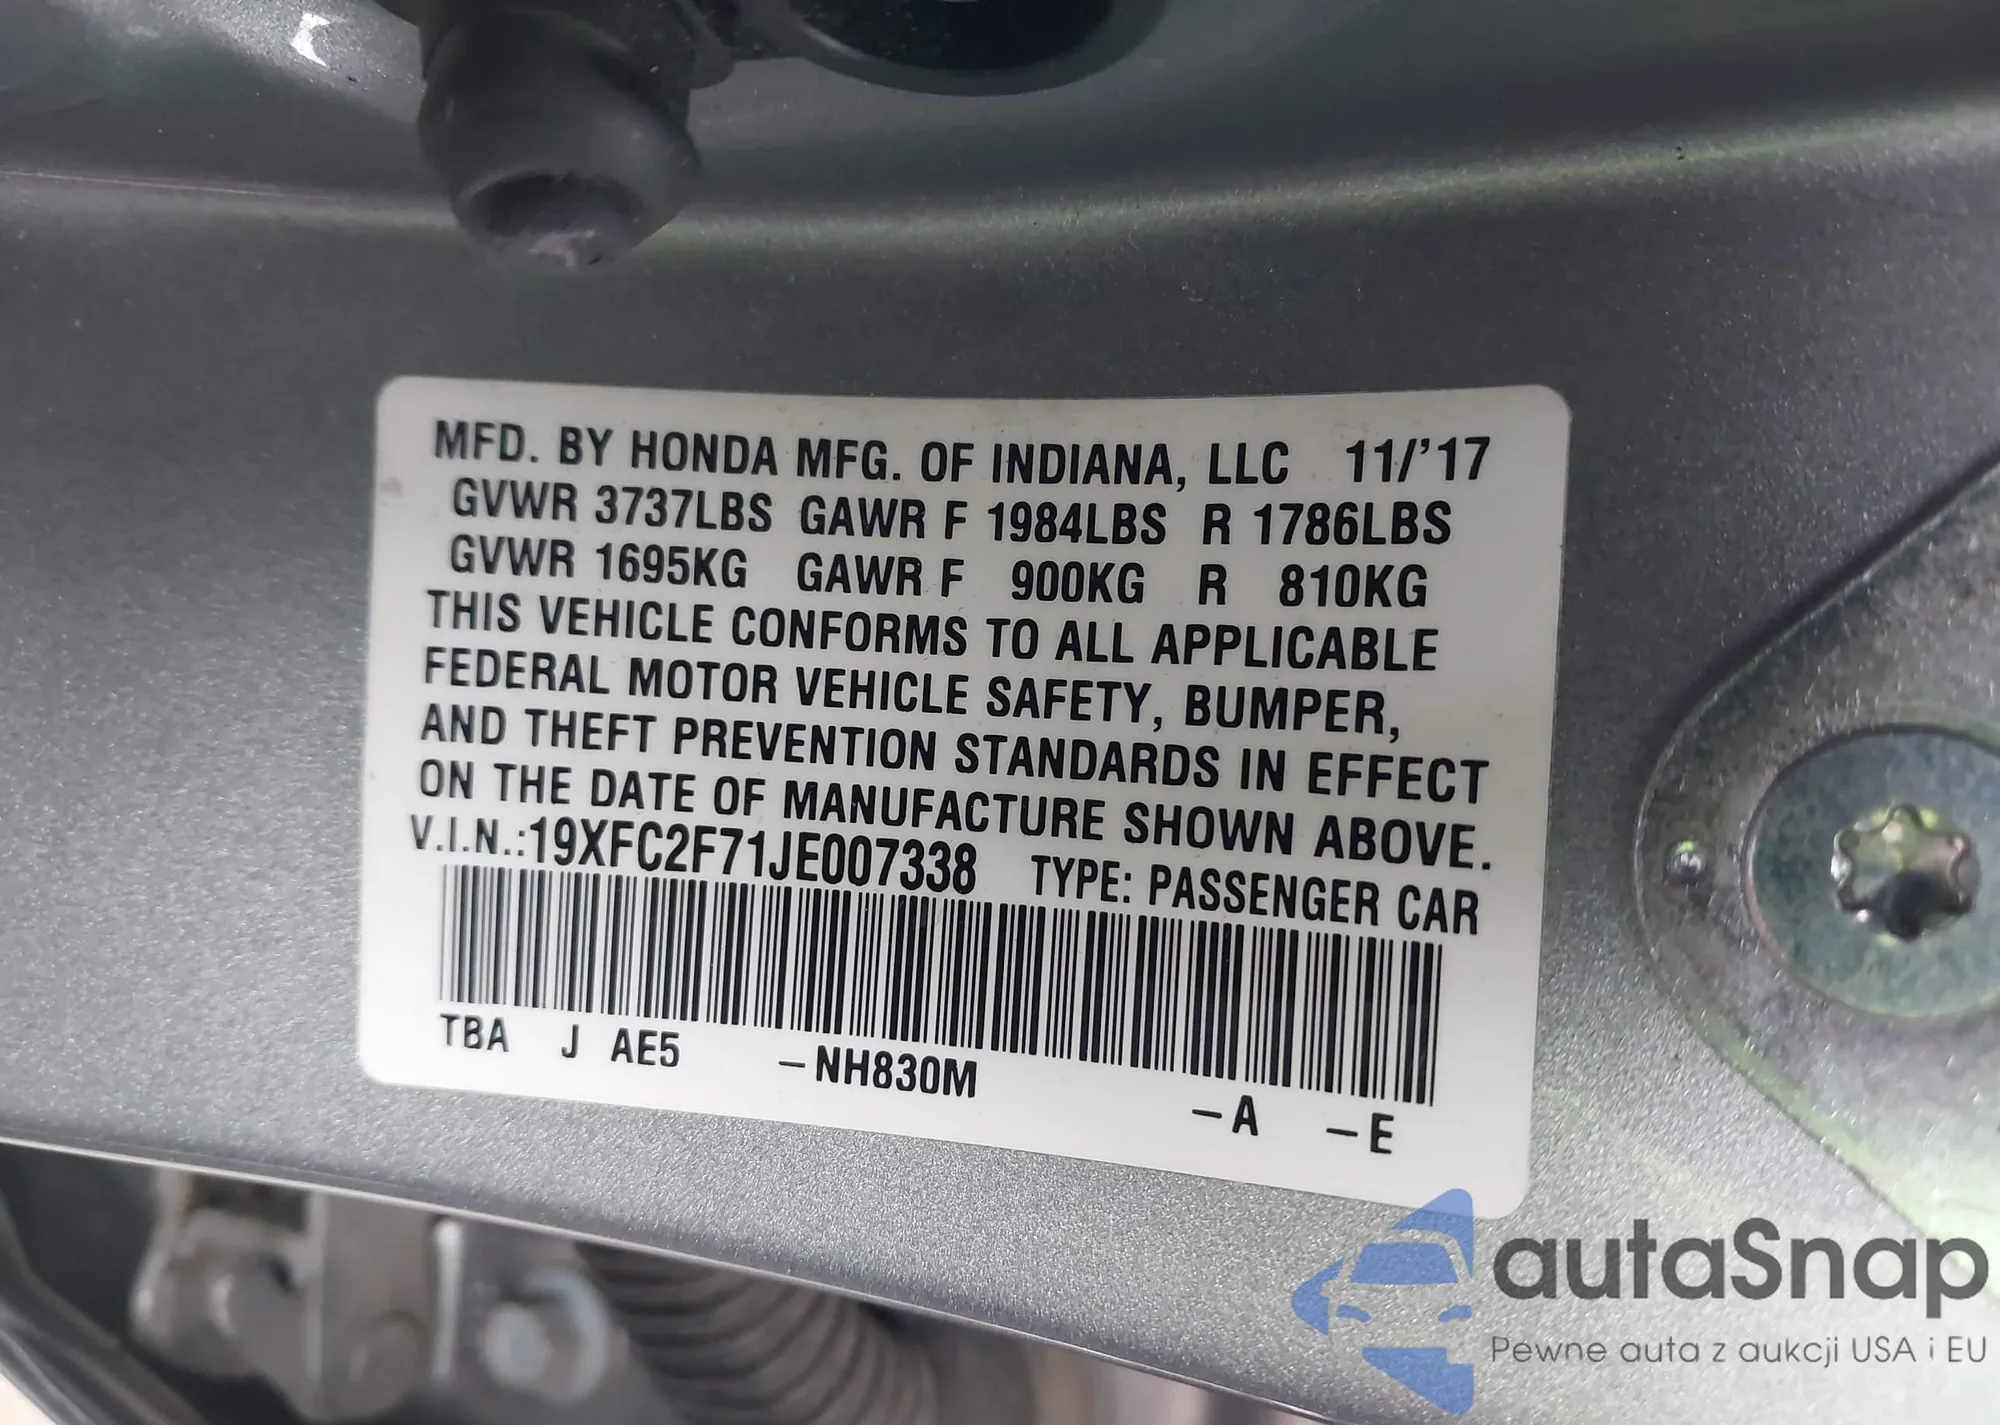 MFD. BY HONDA MFG. OF INDIANA, LLC 11/'17
GVWR 3737LBS GAWR F 1984LBS R 1786LBS
GVWR 1695KG GAWR F 900KG R 810KG
THIS VEHICLE CONFORMS TO ALL APPLICABLE
FEDERAL MOTOR VEHICLE SAFETY, BUMPER,
AND THEFT PREVENTION STANDARDS IN EFFECT
ON THE DATE OF MANUFACTURE SHOWN ABOVE.
V.I.N.:19XFC2F71JE007338 TYPE: PASSENGER CAR
TBA J AE5 –NH830M –A –E
autaSnap
Pewne auta z aukcji USA i EU